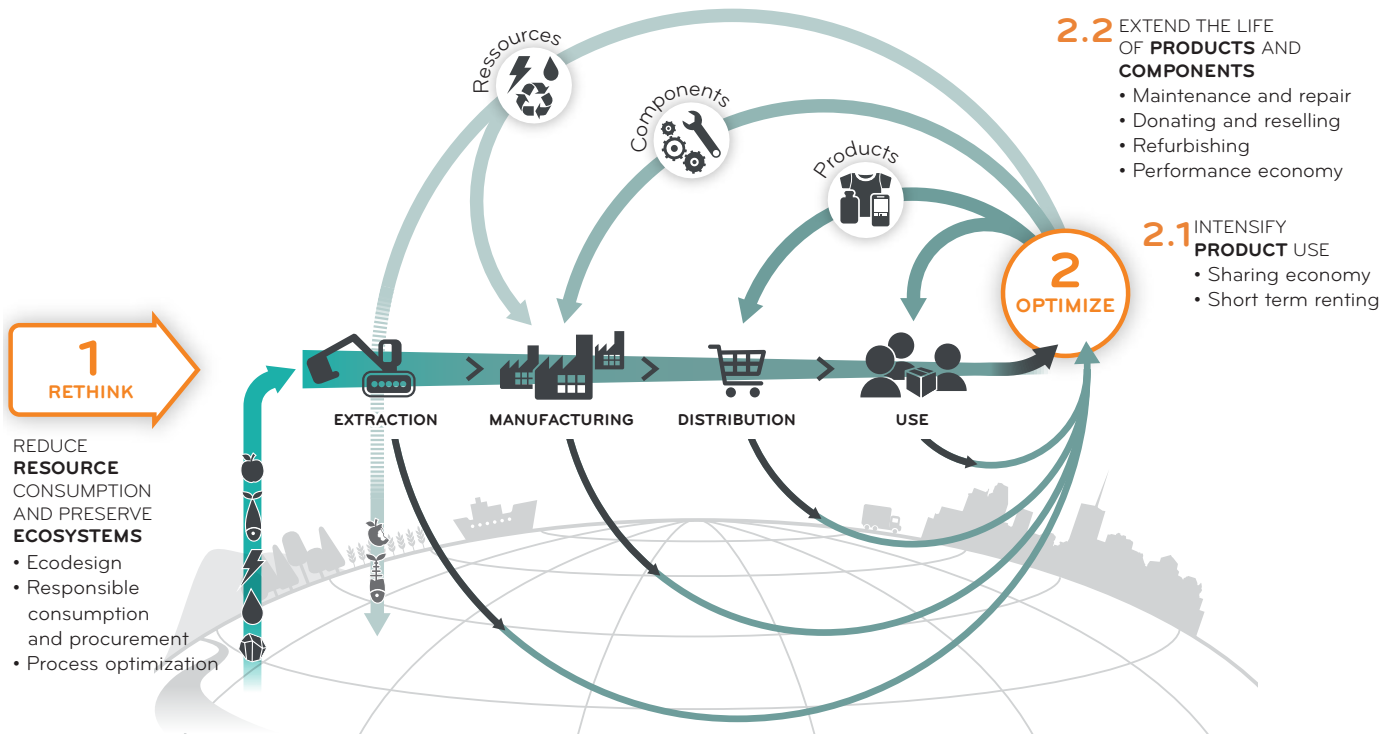 Ressources
Components
Products
2.2 EXTEND THE LIFE
OF PRODUCTS AND
COMPONENTS
• Maintenance and repair
• Donating and reselling
• Refurbishing
• Performance economy
2.1 INTENSIFY
PRODUCT USE
• Sharing economy
• Short term renting
2
OPTIMIZE
1
RETHINK
REDUCE
RESOURCE
CONSUMPTION
AND PRESERVE
ECOSYSTEMS
• Ecodesign
• Responsible
consumption
and procurement
• Process optimization
EXTRACTION
MANUFACTURING
DISTRIBUTION
USE